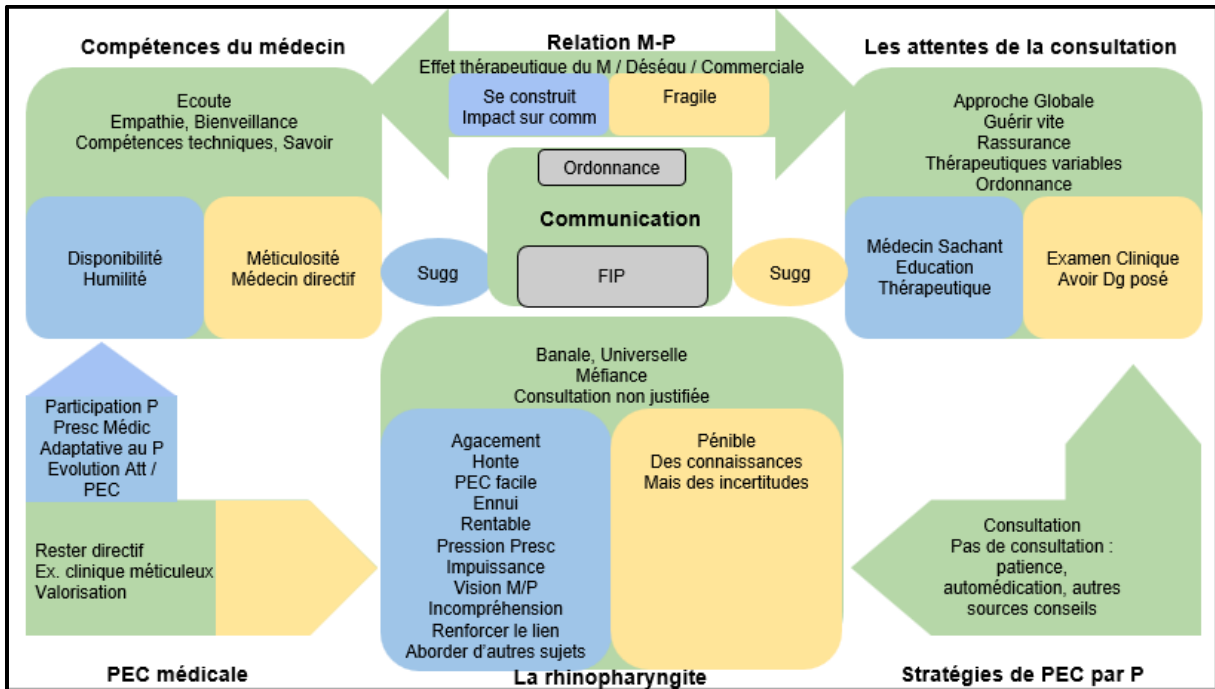 Compétences du médecin
Ecoute
Empathie, Bienveillance
Compétences techniques, Savoir
Disponibilité
Humilité
Méticulosité
Médecin directif
Relation M-P
Effet thérapeutique du M / Déségu / Commerciale
Se construit
Impact sur comm
Fragile
Ordonnance
Communication
FIP
Sugg
Sugg
Les attentes de la consultation
Approche Globale
Guérir vite
Rassurance
Thérapeutiques variables
Ordonnance
Médecin Sachant
Education
Thérapeutique
Examen Clinique
Avoir Dg posé
Participation P
Presc Médic
Adaptative au P
Evolution Att /
PEC
Rester directif
Ex. clinique méticuleux
Valorisation
PEC médicale
Banale, Universelle
Méfiance
Consultation non justifiée
Agacement
Honte
PEC facile
Ennui
Rentable
Pression Presc
Impuissance
Vision M/P
Incompréhension
Renforcer le lien
Aborder d'autres sujets
Pénible
Des connaissances
Mais des incertitudes
La rhinopharyngite
Consultation
Pas de consultation :
patience,
automédication, autres
sources conseils
Stratégies de PEC par P